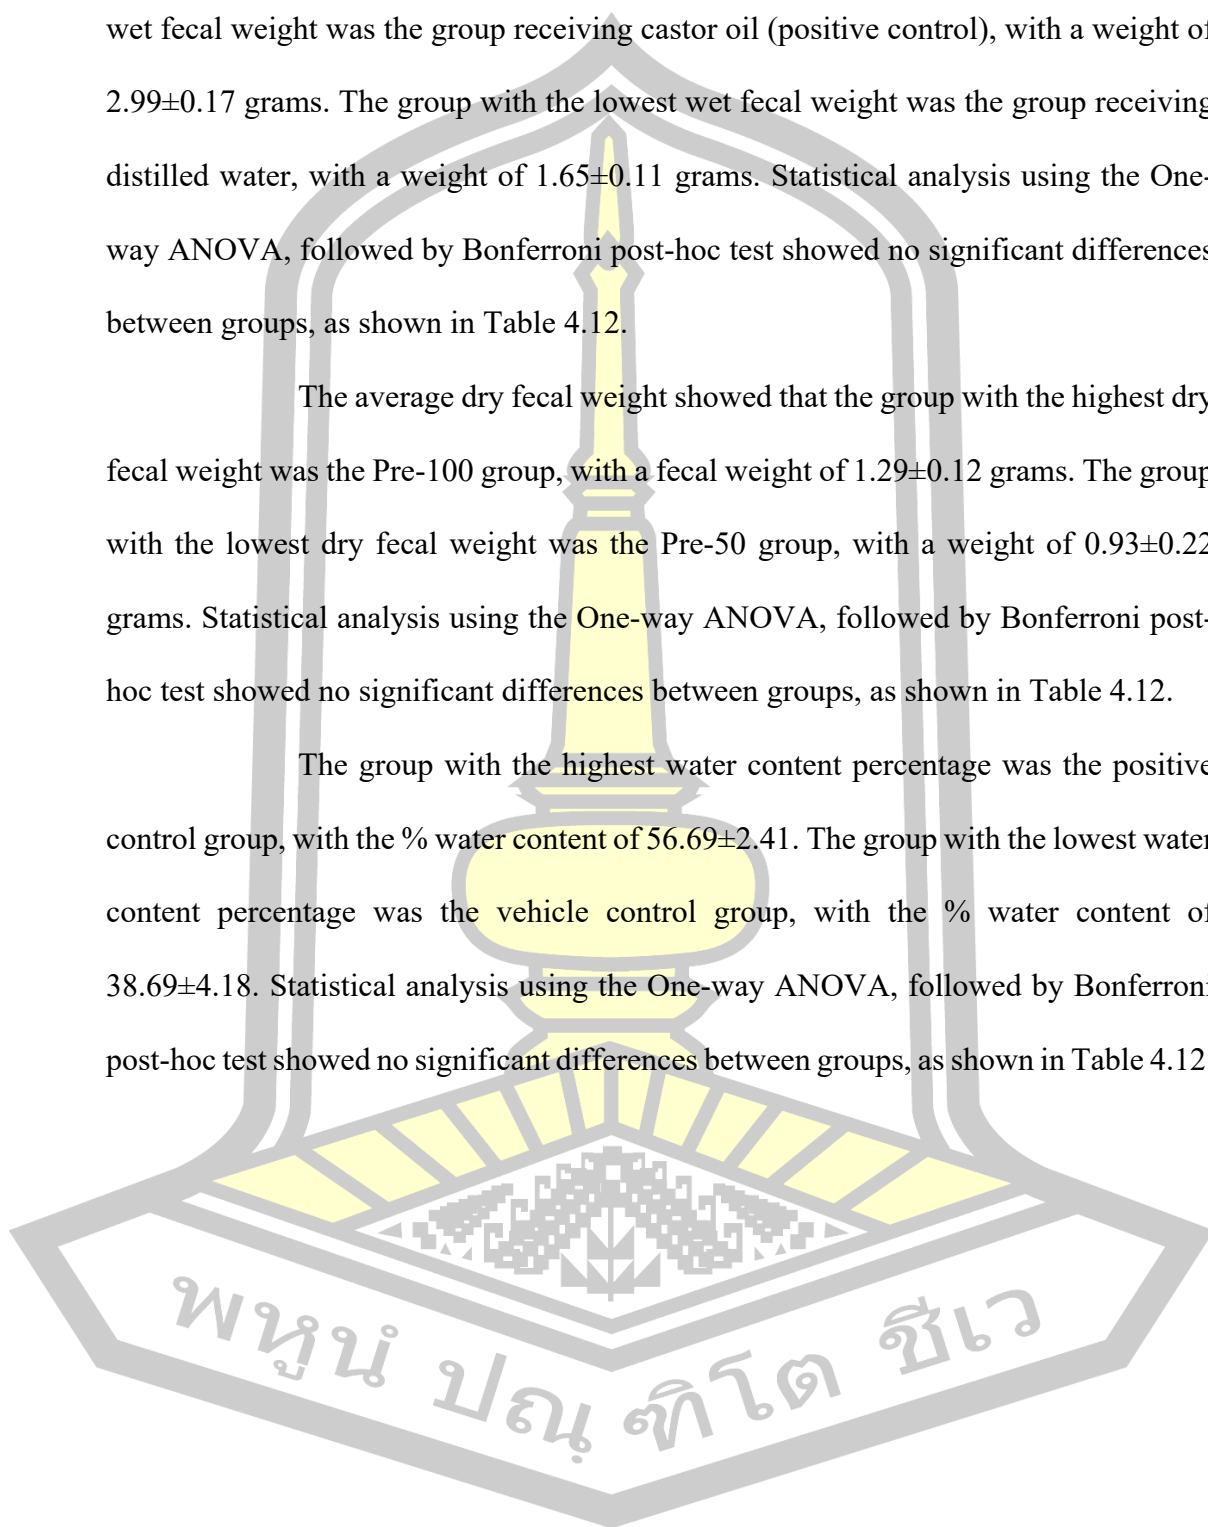 wet fecal weight was the group receiving castor oil (positive control), with a weight of
2.99±0.17 grams. The group with the lowest wet fecal weight was the group receiving
distilled water, with a weight of 1.65±0.11 grams. Statistical analysis using the One-
way ANOVA, followed by Bonferroni post-hoc test showed no significant differences
between groups, as shown in Table 4.12.
The average dry fecal weight showed that the group with the highest dry
fecal weight was the Pre-100 group, with a fecal weight of 1.29±0.12 grams. The group
with the lowest dry fecal weight was the Pre-50 group, with a weight of 0.93±0.22
grams. Statistical analysis using the One-way ANOVA, followed by Bonferroni post-
hoc test showed no significant differences between groups, as shown in Table 4.12.
The group with the highest water content percentage was the positive
control group, with the % water content of 56.69±2.41. The group with the lowest water
content percentage was the vehicle control group, with the % water content of
38.69±4.18. Statistical analysis using the One-way ANOVA, followed by Bonferroni
post-hoc test showed no significant differences between groups, as shown in Table 4.12
พหูนํ ปณฺฑิโต ชีเว